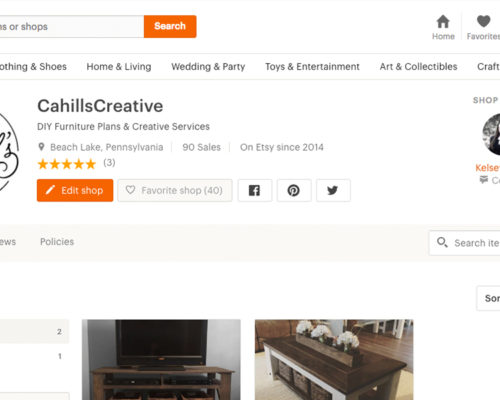 ns or shops
Search
Home
Favorites
othing & Shoes
Home & Living
Wedding & Party
Toys & Entertainment
Art & Collectibles
Craft
CahillsCreative
DIY Furniture Plans & Creative Services
Beach Lake, Pennsylvania
90 Sales
On Etsy since 2014
(3)
Edit shop
Favorite shop (40)
SHOP
Kelse
Co
ews
Policies
Search ite
Sor
2
1